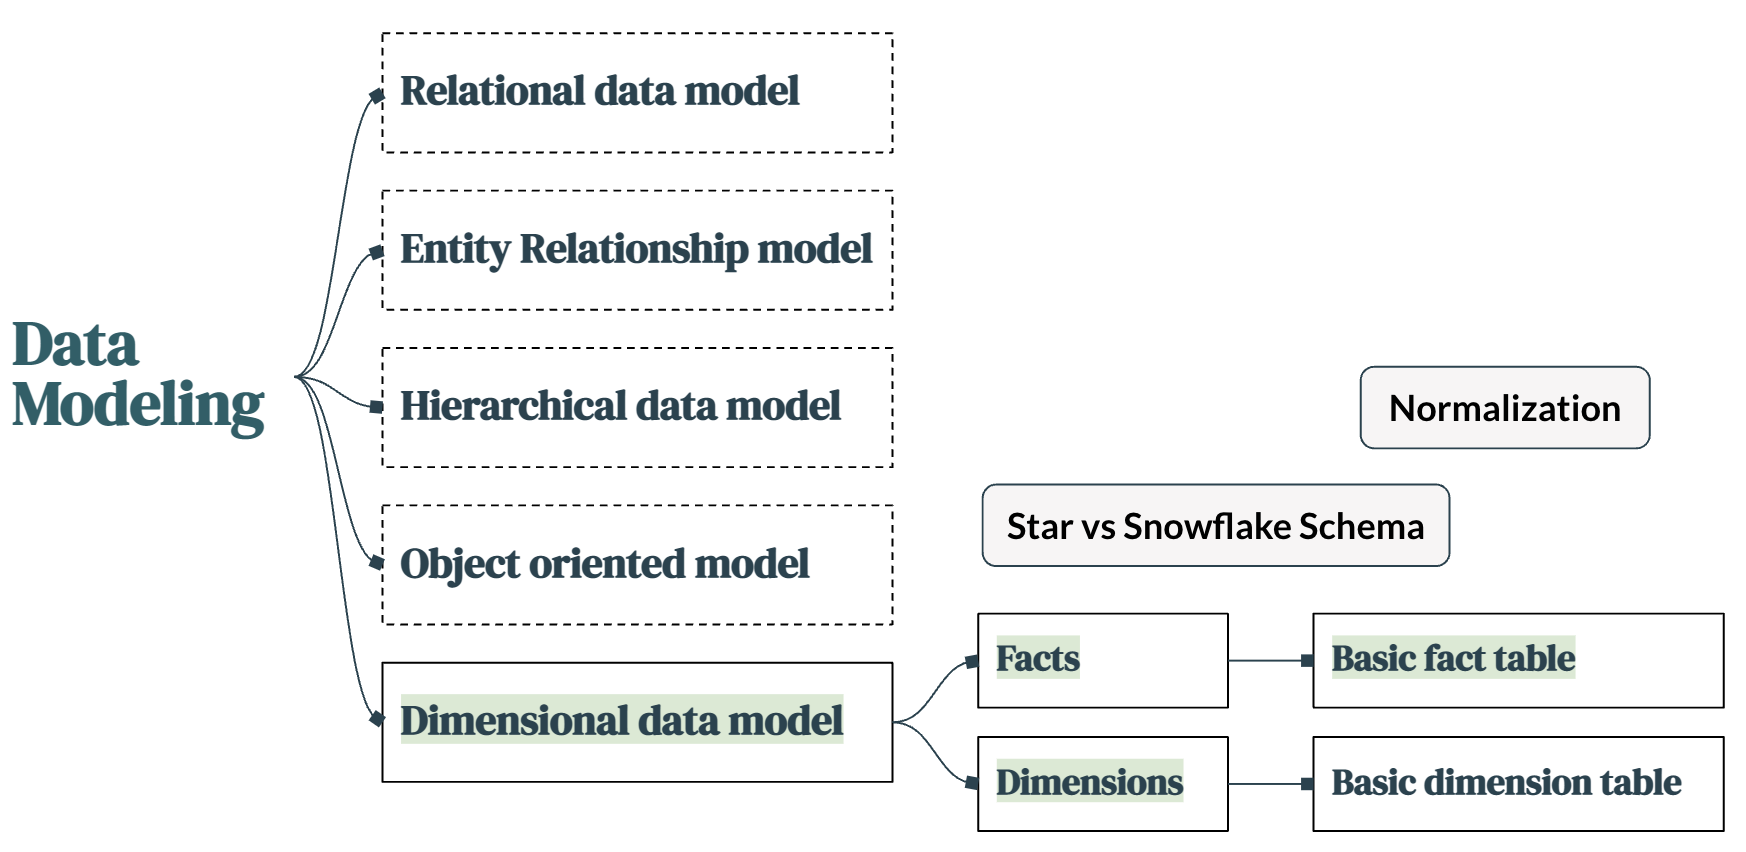 Data
Modeling
Relational data model
Entity Relationship model
Hierarchical data model
Object oriented model
Dimensional data model
Normalization
Star vs Snowflake Schema
Facts
Basic fact table
Dimensions
Basic dimension table